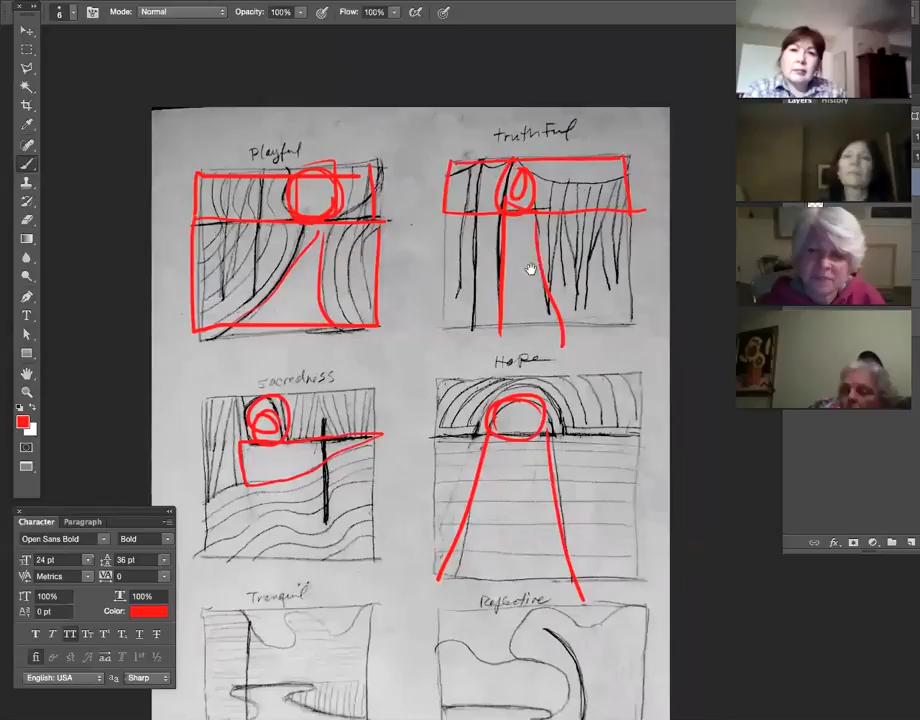 6
Mode: Normal
Opacity: 100%
Flow: 100%
Layers
History
Playful
Truthful
Sacredness
Hope
Tranquil
Reflective
Character
Paragraph
Open Sans Bold
Bold
24 pt
36 pt
Metrics
0
100%
100%
0 pt
Color:
English: USA
Sharp